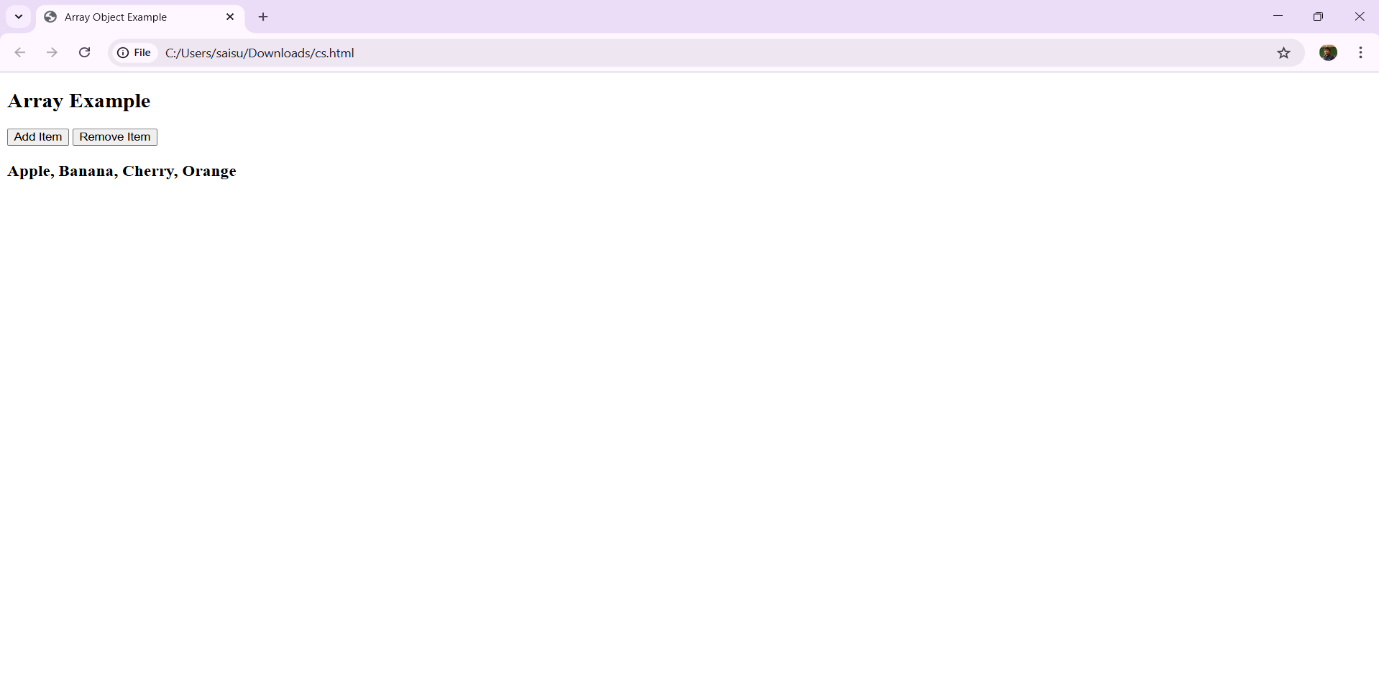 Array Object Example
File C:/Users/saisu/Downloads/cs.html
Array Example
Add Item Remove Item
Apple, Banana, Cherry, Orange